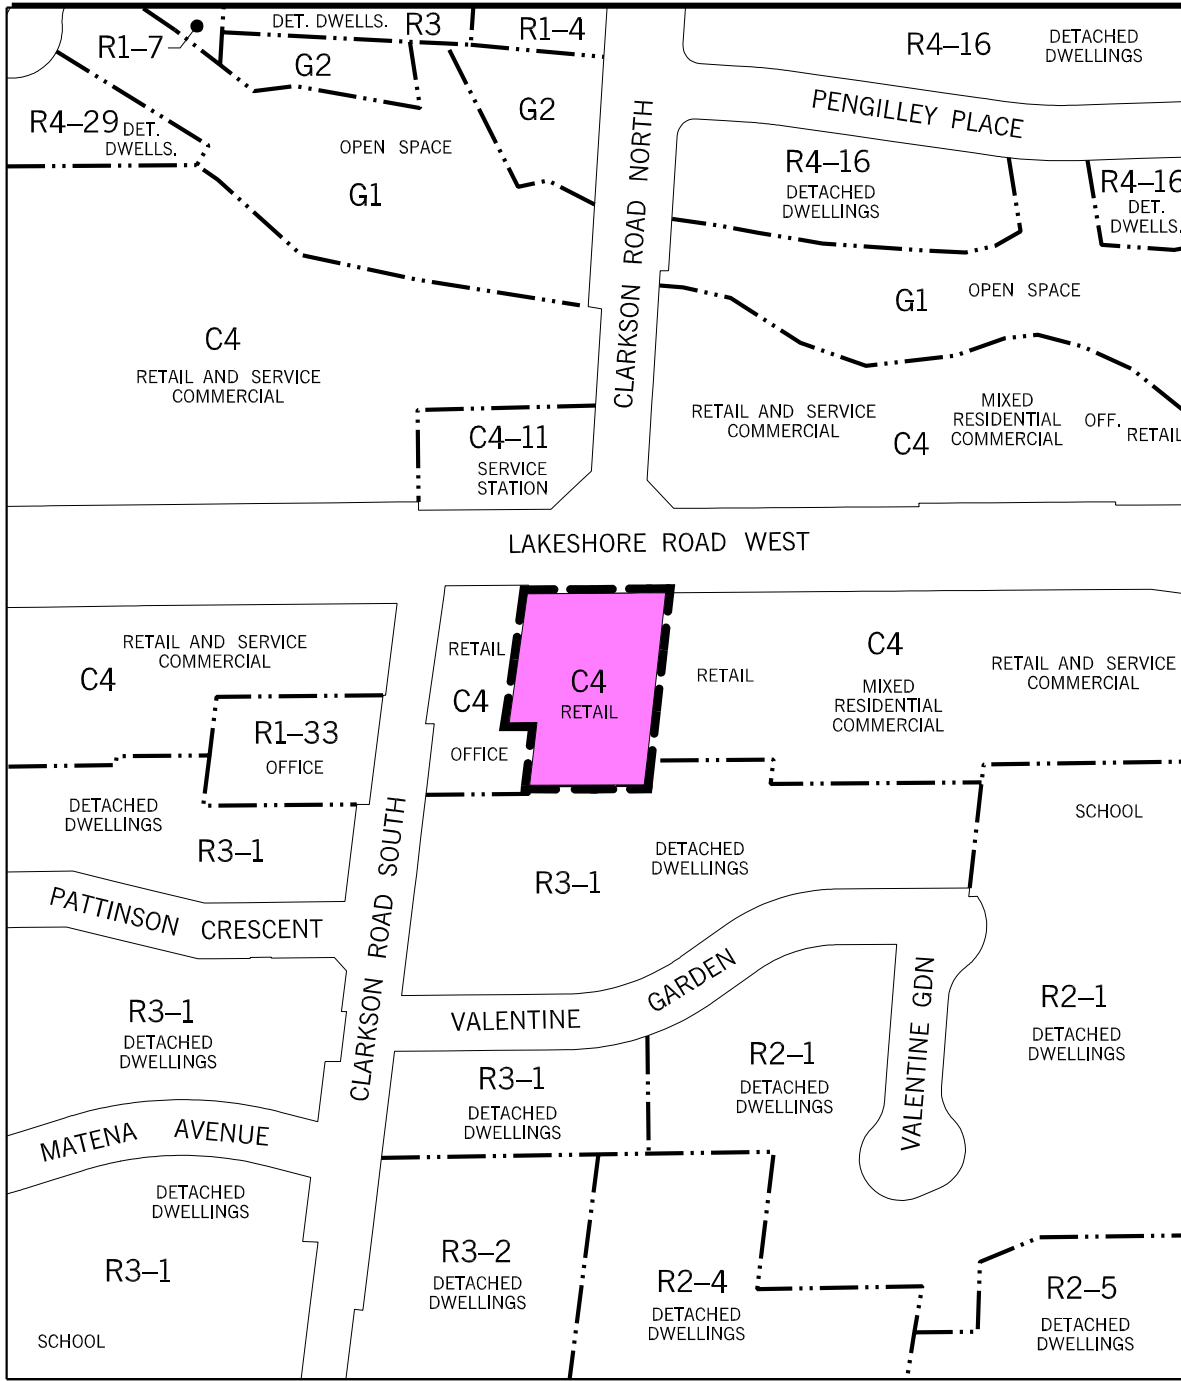 DET. DWELLS.
R3
R1–4
R1–7
G2
R4–16
DETACHED
DWELLINGS
G2
PENGILLEY PLACE
R4–29
DET.
DWELLS.
OPEN SPACE
G1
CLARKSON ROAD NORTH
R4–16
DETACHED
DWELLINGS
R4–16
DET.
DWELLS.
G1
OPEN SPACE
C4
RETAIL AND SERVICE
COMMERCIAL
C4–11
SERVICE
STATION
RETAIL AND SERVICE
COMMERCIAL
C4
MIXED
RESIDENTIAL
COMMERCIAL
OFF.
RETAIL
LAKESHORE ROAD WEST
RETAIL AND SERVICE
COMMERCIAL
C4
R1–33
OFFICE
RETAIL
C4
OFFICE
C4
RETAIL
RETAIL
C4
MIXED
RESIDENTIAL
COMMERCIAL
RETAIL AND SERVICE
COMMERCIAL
DETACHED
DWELLINGS
R3–1
CLARKSON ROAD SOUTH
DETACHED
DWELLINGS
R3–1
SCHOOL
PATTINSON CRESCENT
VALENTINE GARDEN
VALENTINE GDN
R3–1
DETACHED
DWELLINGS
R2–1
DETACHED
DWELLINGS
R3–1
DETACHED
DWELLINGS
R2–1
DETACHED
DWELLINGS
MATENA AVENUE
DETACHED
DWELLINGS
R3–1
SCHOOL
R3–2
DETACHED
DWELLINGS
R2–4
DETACHED
DWELLINGS
R2–5
DETACHED
DWELLINGS